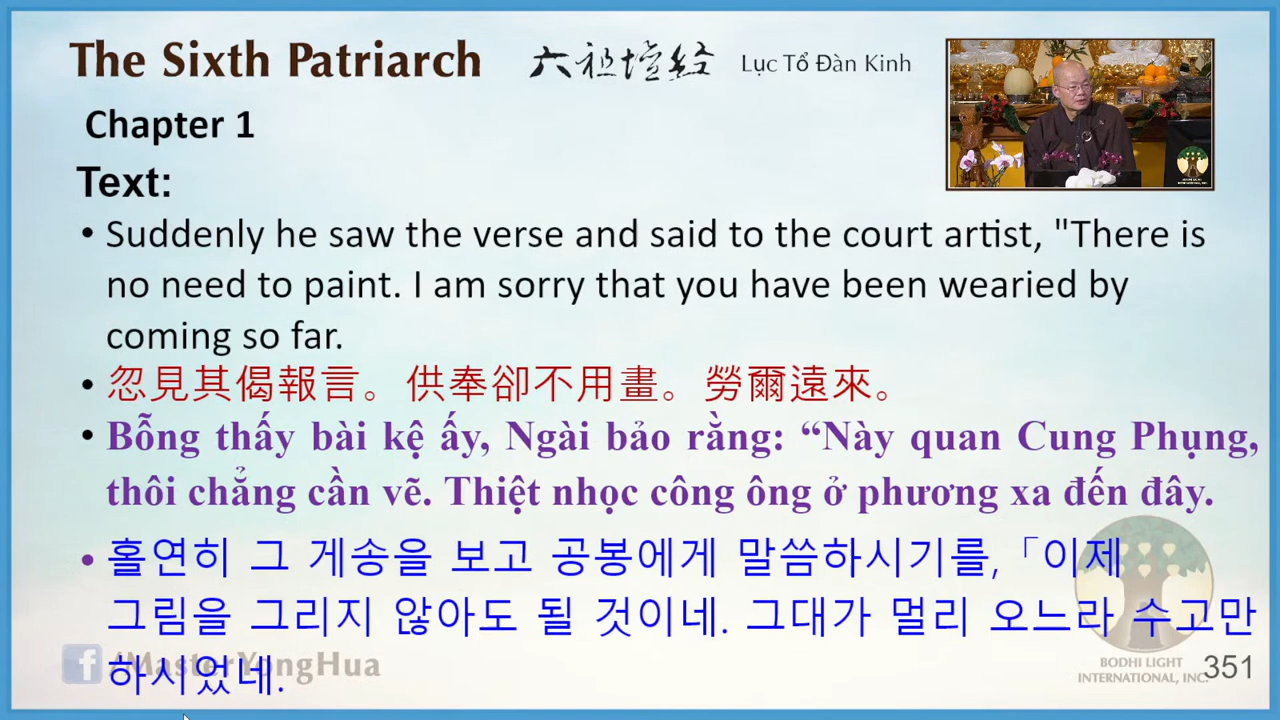 The Sixth Patriarch 六祖壇経 Lục Tổ Đàn Kinh
Chapter 1
Text:
• Suddenly he saw the verse and said to the court artist, "There is
no need to paint. I am sorry that you have been wearied by
coming so far.
• 忽見其偈報言。供奉卻不用畫。勞爾遠來。
• Bỗng thấy bài kệ ấy, Ngài bảo rằng: “Này quan Cung Phụng,
thôi chẳng cần vẽ. Thiệt nhọc công ông ở phương xa đến đây.
• 홀연히 그 게송을 보고 공봉에게 말씀하시기를,「이제
그림을 그리지 않아도 될 것이네. 그대가 멀리 오느라 수고만
하시었네.
f /MasterYongHua
BODHI LIGHT
INTERNATIONAL, INC.
351